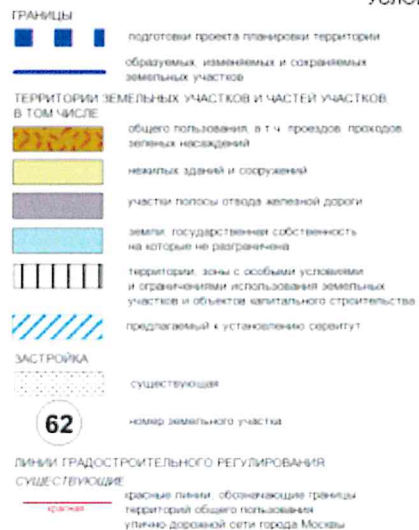 УСЛО
ГРАНИЦЫ
подготовки проекта планировки территории
образуемых, изменяемых и сохраняемых
земельных участков
ТЕРРИТОРИИ ЗЕМЕЛЬНЫХ УЧАСТКОВ И ЧАСТЕЙ УЧАСТКОВ,
В ТОМ ЧИСЛЕ
общего пользования, в т.ч. проездов, проходов,
зеленых насаждений
нежилых зданий и сооружений
участки полосы отвода железной дороги
земли, государственная собственность
на которые не разграничена
территории, зоны с особыми условиями
и ограничениями использования земельных
участков и объектов капитального строительства
предлагаемый к установлению сервитут
ЗАСТРОЙКА
существующая
62
номер земельного участка
ЛИНИИ ГРАДОСТРОИТЕЛЬНОГО РЕГУЛИРОВАНИЯ
СУЩЕСТВУЮЩИЕ
красная
красные линии, обозначающие границы
территорий общего пользования
улично дорожной сети города Москвы